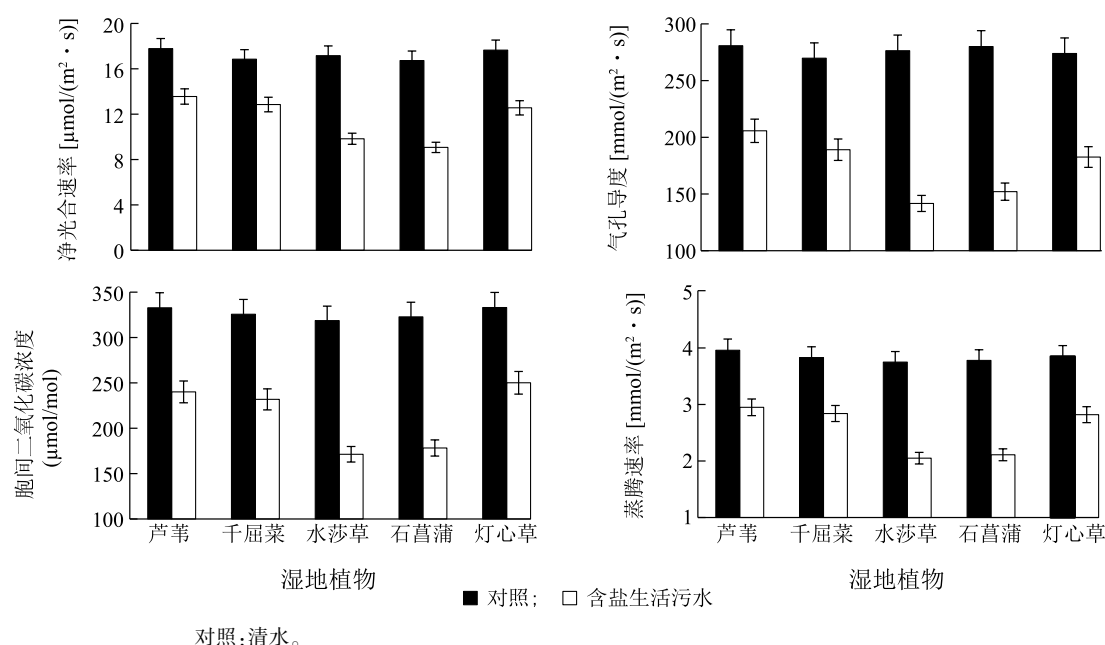 净光合速率 [μmol/(m²·s)]
20
16
12
8
4
0
气孔导度 [mmol/(m²·s)]
300
250
200
150
100
胞间二氧化碳浓度
(μmol/mol)
350
300
250
200
150
100
芦苇 千屈菜 水莎草 石菖蒲 灯心草
湿地植物
蒸腾速率 [mmol/(m²·s)]
5
4
3
2
1
芦苇 千屈菜 水莎草 石菖蒲 灯心草
湿地植物
对照; 含盐生活污水
对照:清水。